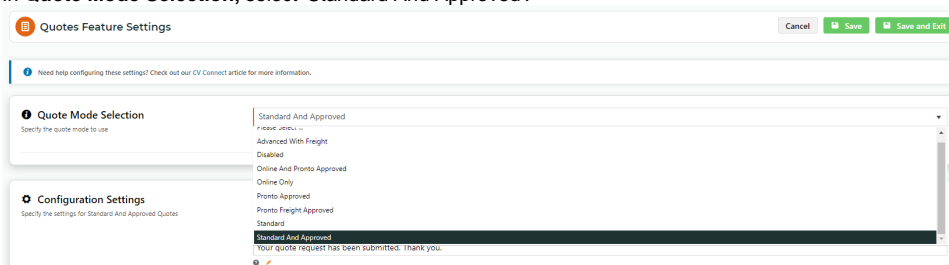 In Quote Mode Selection, select 'Standard And Approved'.
Quotes Feature Settings
Cancel
Save
Save and Exit
Need help configuring these settings? Check out our CV Connect article for more information.
Quote Mode Selection
Specify the quote mode to use
Standard And Approved
Please Select ...
Advanced With Freight
Disabled
Online And Pronto Approved
Online Only
Pronto Approved
Pronto Freight Approved
Standard
Standard And Approved
Configuration Settings
Specify the settings for Standard And Approved Quotes
Your quote request has been submitted. Thank you.